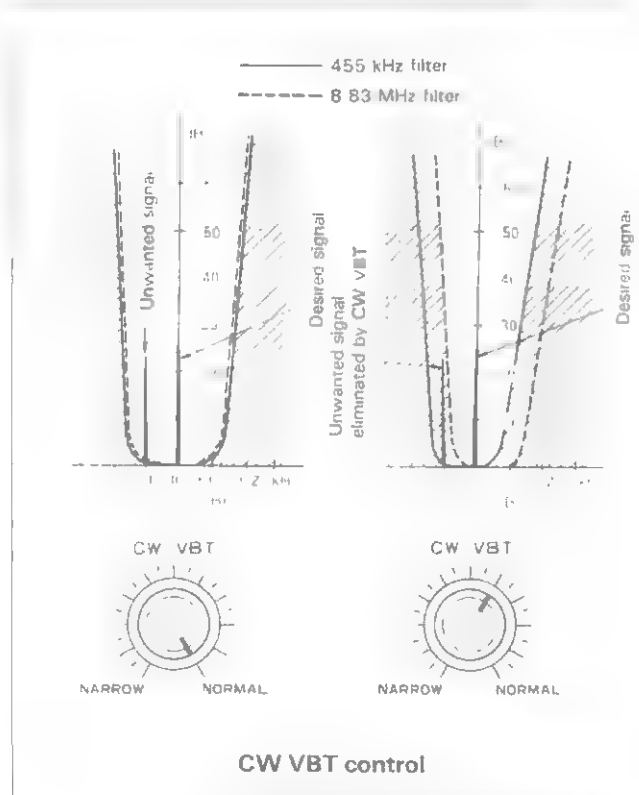 455 kHz filter
8 83 MHz filter
Unwanted signal
50
40
Desired signal
Unwanted signal
eliminated by CW VBT
50
30
Desired signal
CW VBT
NARROW
NORMAL
CW VBT
NARROW
NORMAL
CW VBT control